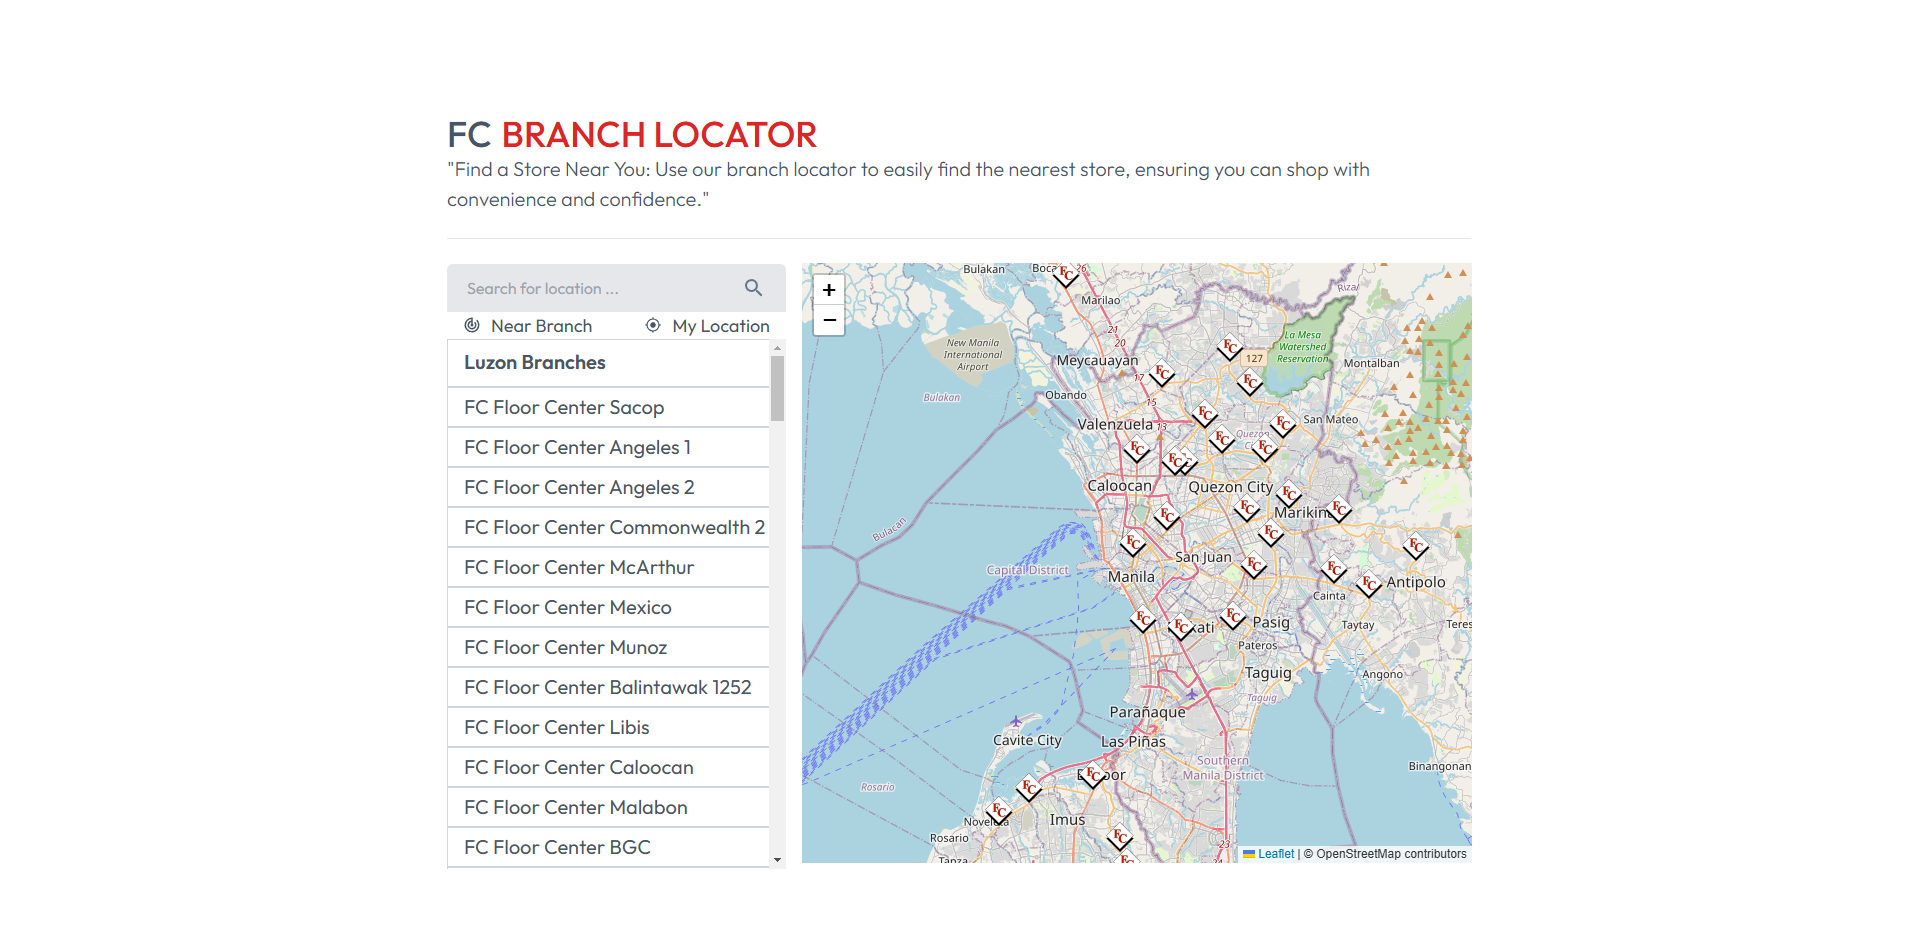 FC BRANCH LOCATOR
"Find a Store Near You: Use our branch locator to easily find the nearest store, ensuring you can shop with
convenience and confidence."
Search for location ...
Near Branch
My Location
Luzon Branches
FC Floor Center Sacop
FC Floor Center Angeles 1
FC Floor Center Angeles 2
FC Floor Center Commonwealth 2
FC Floor Center McArthur
FC Floor Center Mexico
FC Floor Center Munoz
FC Floor Center Balintawak 1252
FC Floor Center Libis
FC Floor Center Caloocan
FC Floor Center Malabon
FC Floor Center BGC
+
−
Bulakan
26
Marilao
Rizal
21
20
New Manila
International
Airport
Meycauayan
127
La Mesa
Watershed
Reservation
Montalban
17
Bulakan
Obando
15
Valenzuela
13
San Mateo
Caloocan
Quezon City
Bulacan
San Juan
Capital District
Manila
Antipolo
Cainta
Pasig
Taytay
Pateros
Taguig
Angono
Taguig
Parañaque
Cavite City
Las Piñas
Southern
Manila District
Binangonan
Rosario
Imus
Rosario
23
Leaflet | © OpenStreetMap contributors